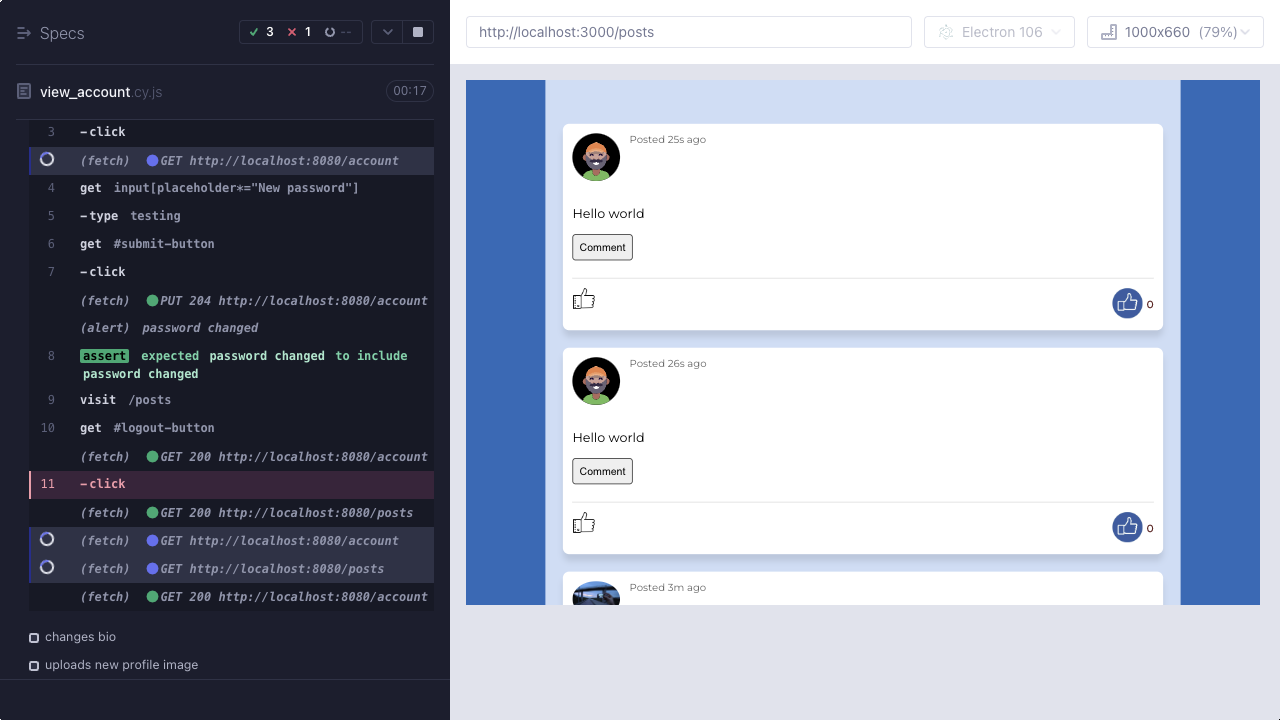 Specs
3
1
--
view_account.cy.js
00:17
3 -click
(fetch) GET http://localhost:8080/account
4 get input[placeholder*="New password"]
5 -type testing
6 get #submit-button
7 -click
(fetch) PUT 204 http://localhost:8080/account
(alert) password changed
8 assert expected password changed to include
password changed
9 visit /posts
10 get #logout-button
(fetch) GET 200 http://localhost:8080/account
11 -click
(fetch) GET 200 http://localhost:8080/posts
(fetch) GET http://localhost:8080/account
(fetch) GET http://localhost:8080/posts
(fetch) GET 200 http://localhost:8080/account
changes bio
uploads new profile image
http://localhost:3000/posts
Electron 106
1000x660 (79%)
Posted 25s ago
Hello world
Comment
0
Posted 26s ago
Hello world
Comment
0
Posted 3m ago